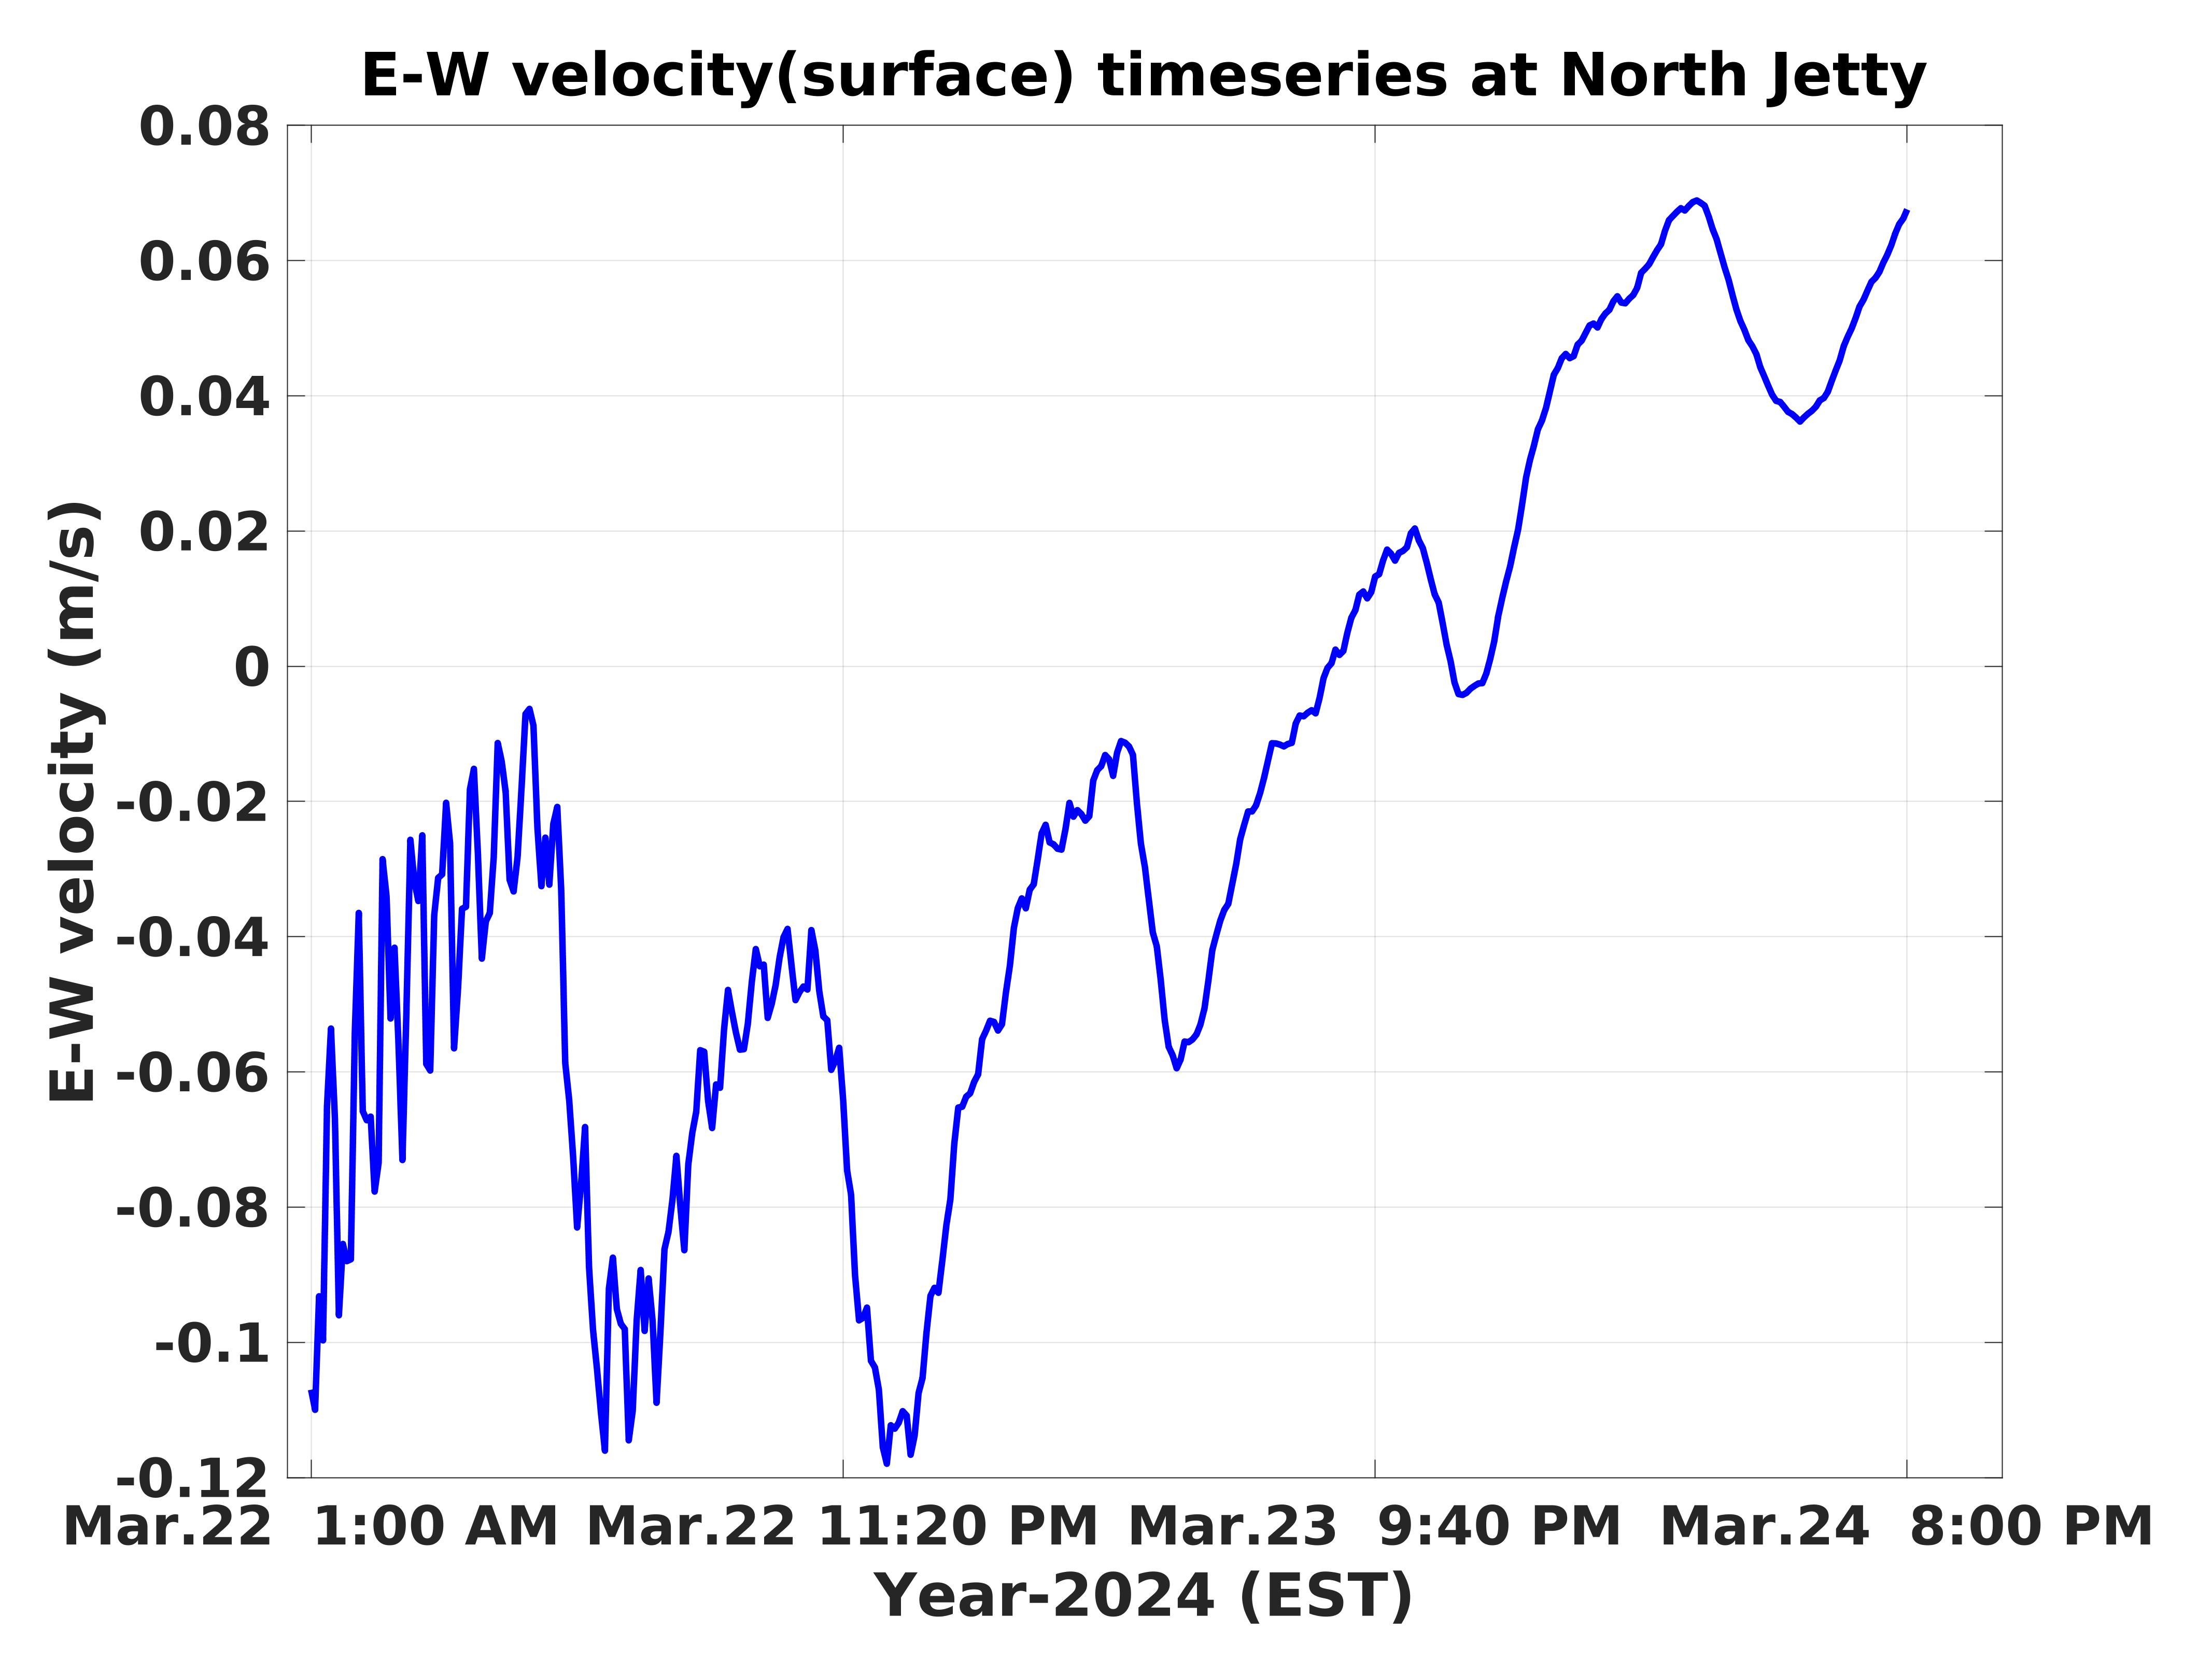 E-W velocity(surface) timeseries at North Jetty
0.08
0.06
0.04
0.02
0
-0.02
-0.04
-0.06
-0.08
-0.1
-0.12
E-W velocity (m/s)
Mar.22 1:00 AM Mar.22 11:20 PM Mar.23 9:40 PM Mar.24 8:00 PM
Year-2024 (EST)